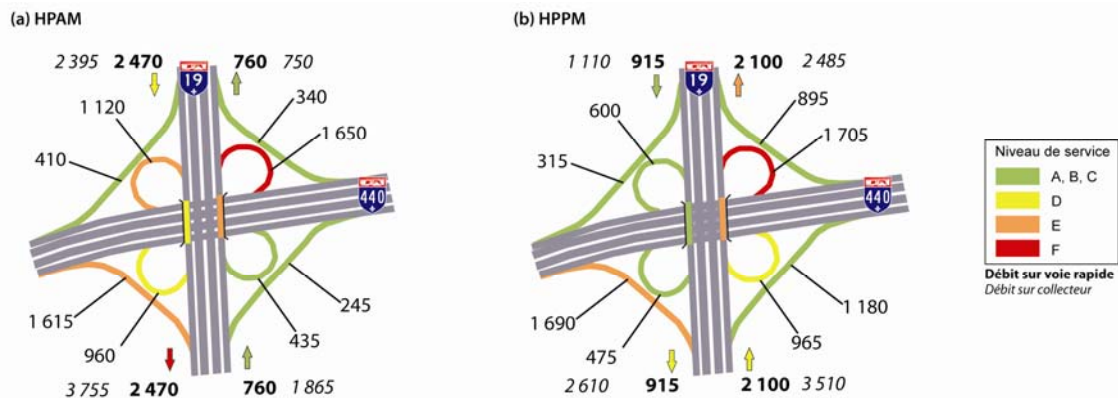 (a) HPAM
(b) HPPM
2 395 2 470 760 750
1 110 915 2 100 2 485
19
19
1 120
340
600
895
410
1 650
315
1 705
440
440
Niveau de service
A, B, C
D
E
F
Débit sur voie rapide
Débit sur collecteur
1 615
245
1 690
1 180
960
435
475
965
3 755 2 470 760 1 865
2 610 915 2 100 3 510